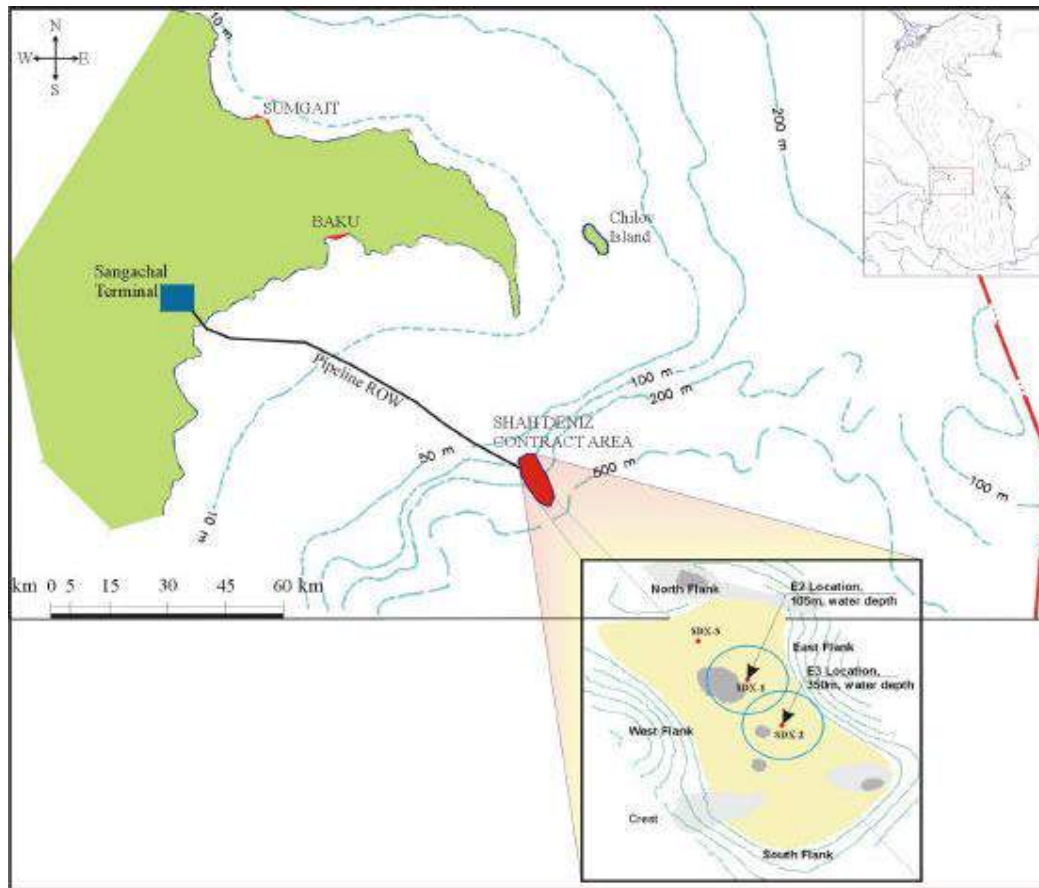 N
W E
S
10 m
SUMGAIT
200 m
BAKU
Chilov
Island
Sangachal
Terminal
Pipeline ROW
100 m
200 m
SHAH DENIZ
CONTRACT AREA
50 m
500 m
100 m
10 m
km 0 5 15 30 45 60 km
North Flank
E2 Location,
105m, water depth
SDX-3
East Flank
E3 Location,
350m, water depth
SDX-1
West Flank
SDX-2
Crest
South Flank